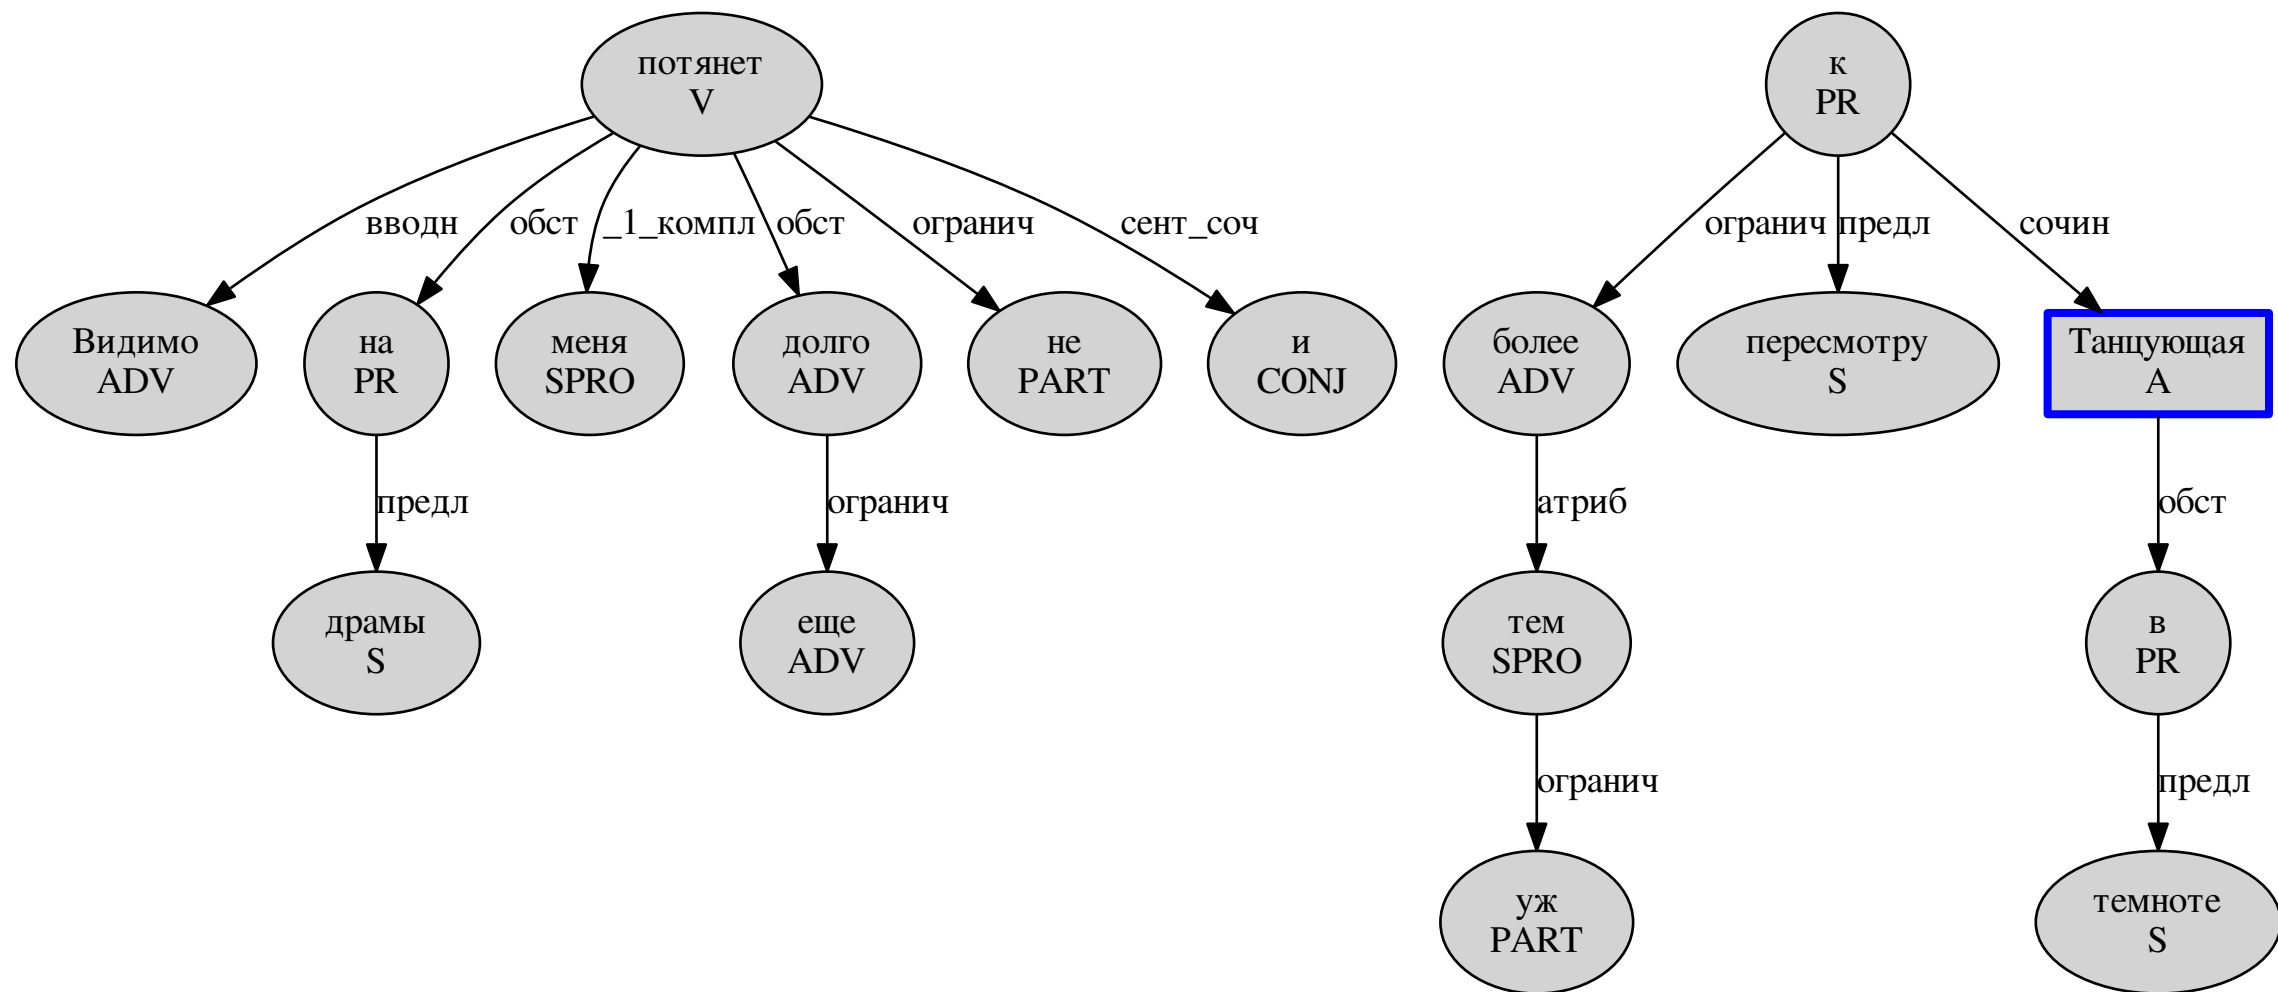 потянет
V
к
PR
вводн
обст
_1_компл
обст
огранич
сент_соч
огранич
предл
сочин
Видимо
ADV
на
PR
меня
SPRO
долго
ADV
не
PART
и
CONJ
более
ADV
пересмотру
S
Танцующая
A
предл
огранич
атриб
обст
драмы
S
еще
ADV
тем
SPRO
в
PR
огранич
предл
уж
PART
темноте
S